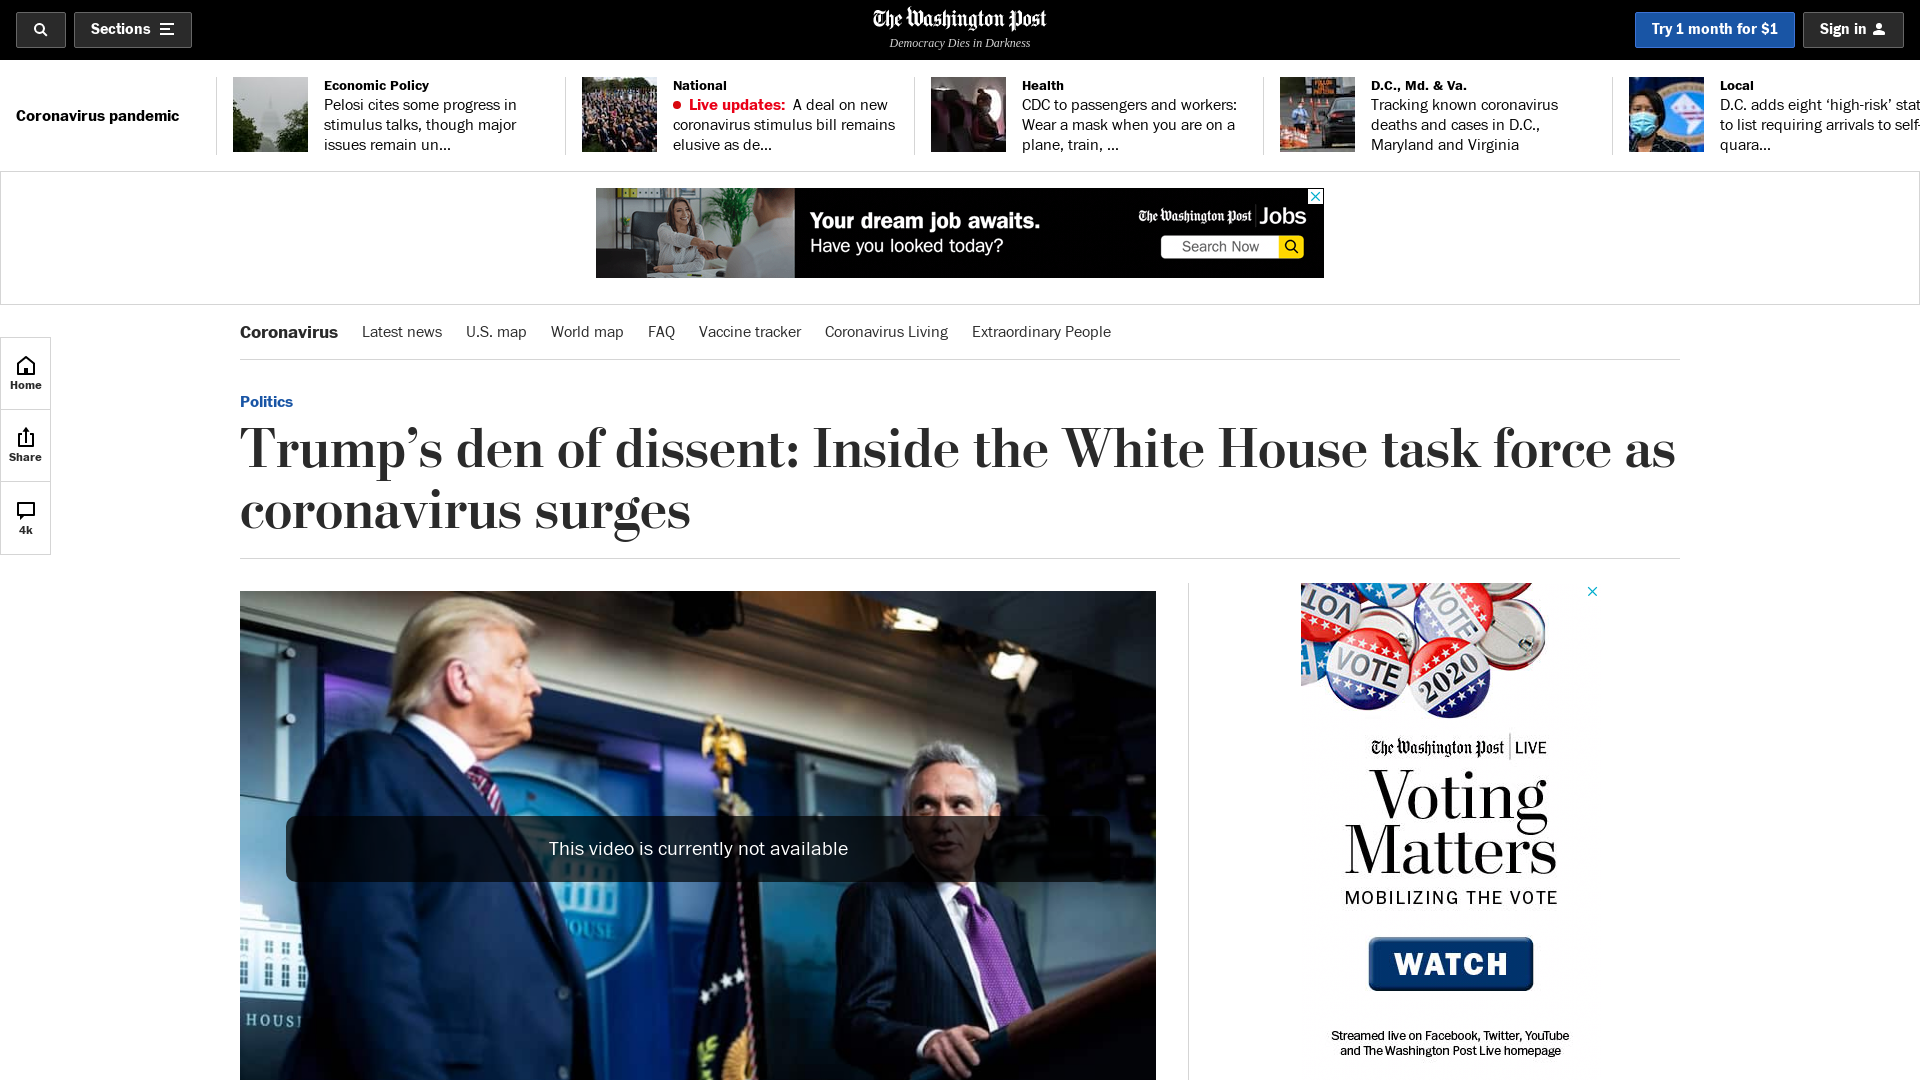 Sections
The Washington Post
Democracy Dies in Darkness
Try 1 month for $1
Sign in
Coronavirus pandemic
Economic Policy
Pelosi cites some progress in
stimulus talks, though major
issues remain un...
National
Live updates: A deal on new
coronavirus stimulus bill remains
elusive as de...
Health
CDC to passengers and workers:
Wear a mask when you are on a
plane, train, ...
D.C., Md. & Va.
Tracking known coronavirus
deaths and cases in D.C.,
Maryland and Virginia
Local
D.C. adds eight ‘high-risk’ stat
to list requiring arrivals to self-
quara...
Your dream job awaits.
Have you looked today?
The Washington Post Jobs
Search Now
Coronavirus
Latest news
U.S. map
World map
FAQ
Vaccine tracker
Coronavirus Living
Extraordinary People
Home
Share
4k
Politics
Trump’s den of dissent: Inside the White House task force as
coronavirus surges
This video is currently not available
HOUSE
HOUS
VOTE
VOTE
VOTE
2020
The Washington Post LIVE
Voting
Matters
MOBILIZING THE VOTE
WATCH
Streamed live on Facebook, Twitter, YouTube
and The Washington Post Live homepage